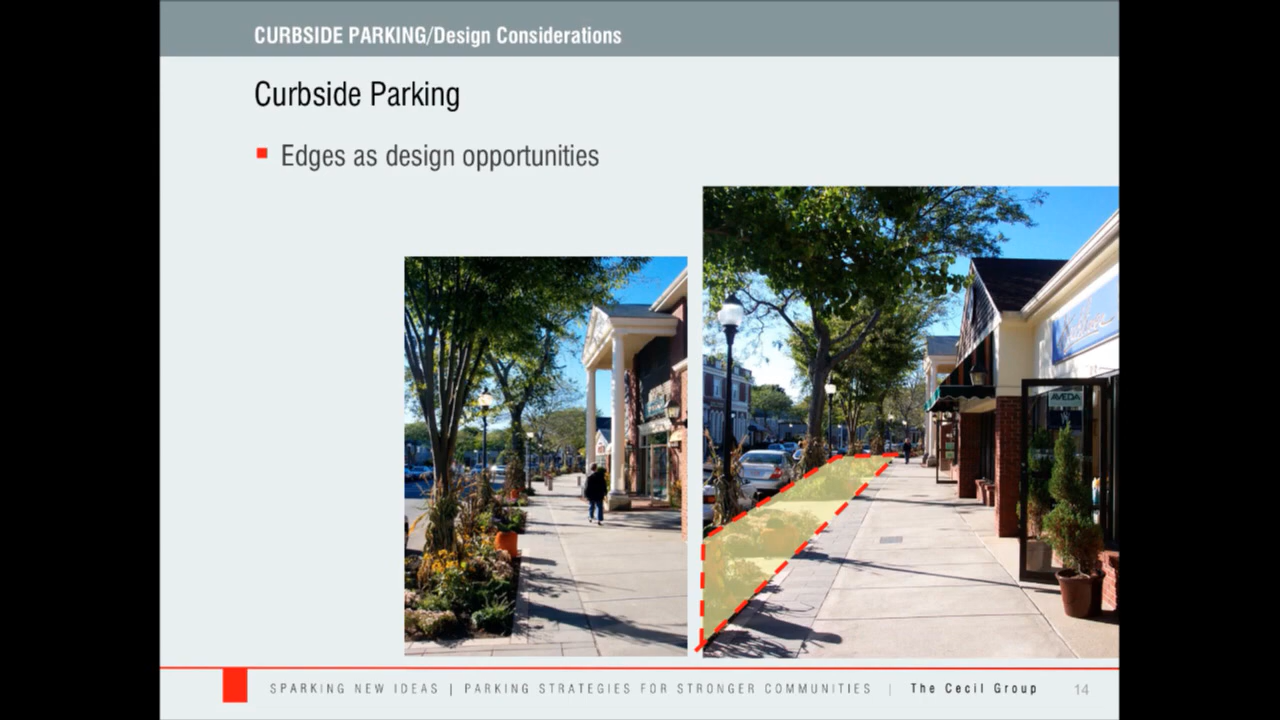 CURBSIDE PARKING/Design Considerations
Curbside Parking
Edges as design opportunities
AVEDA
SPARKING NEW IDEAS | PARKING STRATEGIES FOR STRONGER COMMUNITIES | The Cecil Group 14